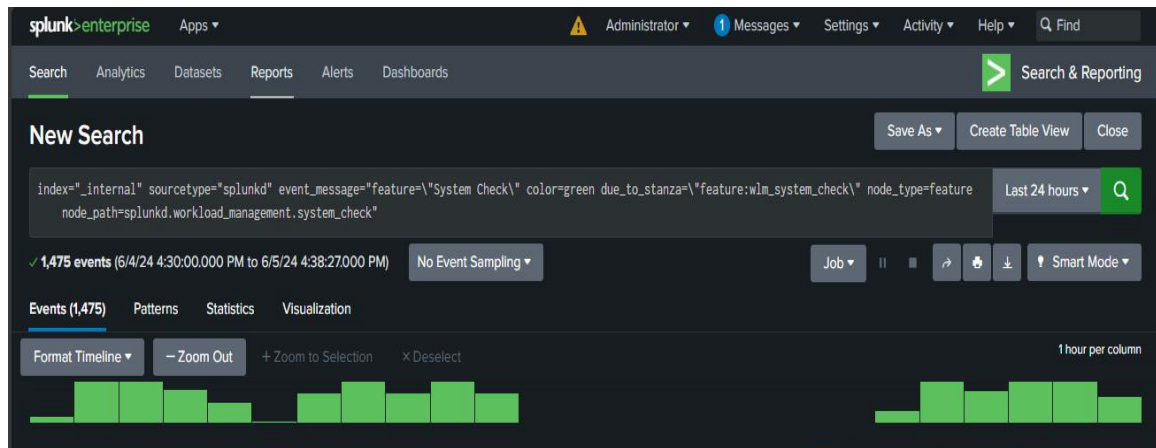 splunk>enterprise Apps ▾ Administrator ▾ 1 Messages ▾ Settings ▾ Activity ▾ Help ▾ Find
Search Analytics Datasets Reports Alerts Dashboards > Search & Reporting
New Search Save As ▾ Create Table View Close
index="_internal" sourcetype="splunkd" event_message="feature=\"System Check\" color=green due_to_stanza=\"feature:wlm_system_check\" node_type=feature Last 24 hours ▾
node_path=splunkd.workload_management.system_check"
✓ 1,475 events (6/4/24 4:30:00.000 PM to 6/5/24 4:38:27.000 PM) No Event Sampling ▾ Job ▾ Smart Mode ▾
Events (1,475) Patterns Statistics Visualization
Format Timeline ▾ – Zoom Out + Zoom to Selection × Deselect 1 hour per column